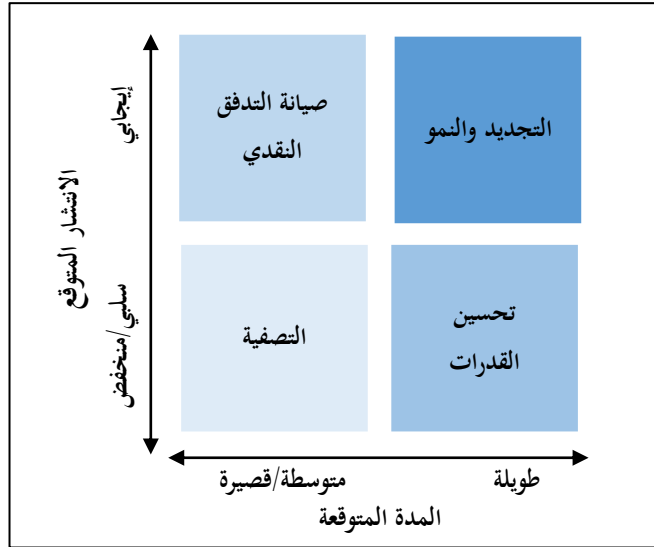 إيجابي
الانتشار المتوقع
سلبي/منخفض
التجديد والنمو
صيانة التدفق
النقدي
تحسين
القدرات
التصفية
طويلة
متوسطة/قصيرة
المدة المتوقعة